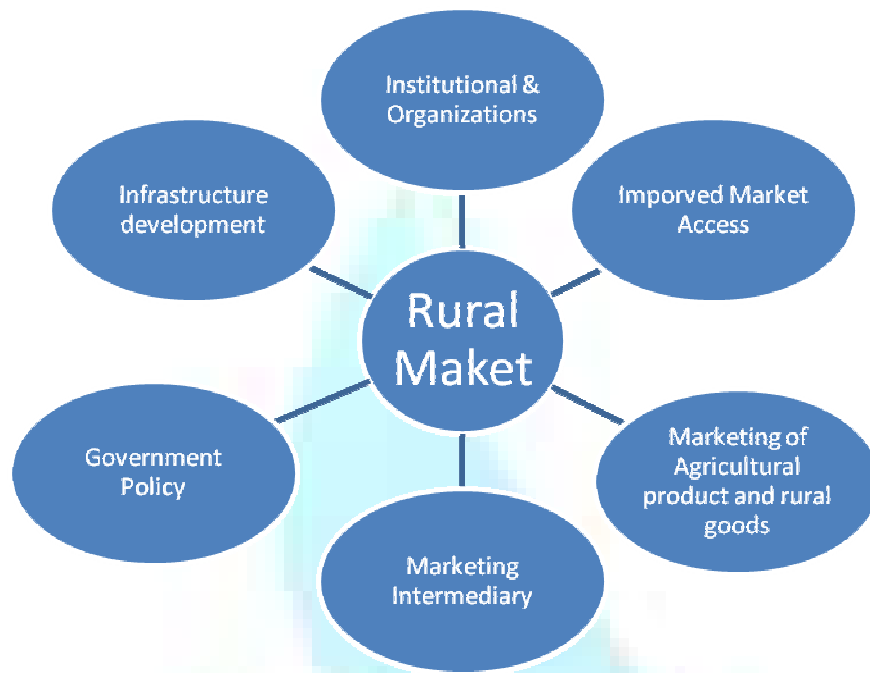 Institutional &
Organizations
Infrastructure
development
Imporved Market
Access
Rural
Maket
Government
Policy
Marketing of
Agricultural
product and rural
goods
Marketing
Intermediary